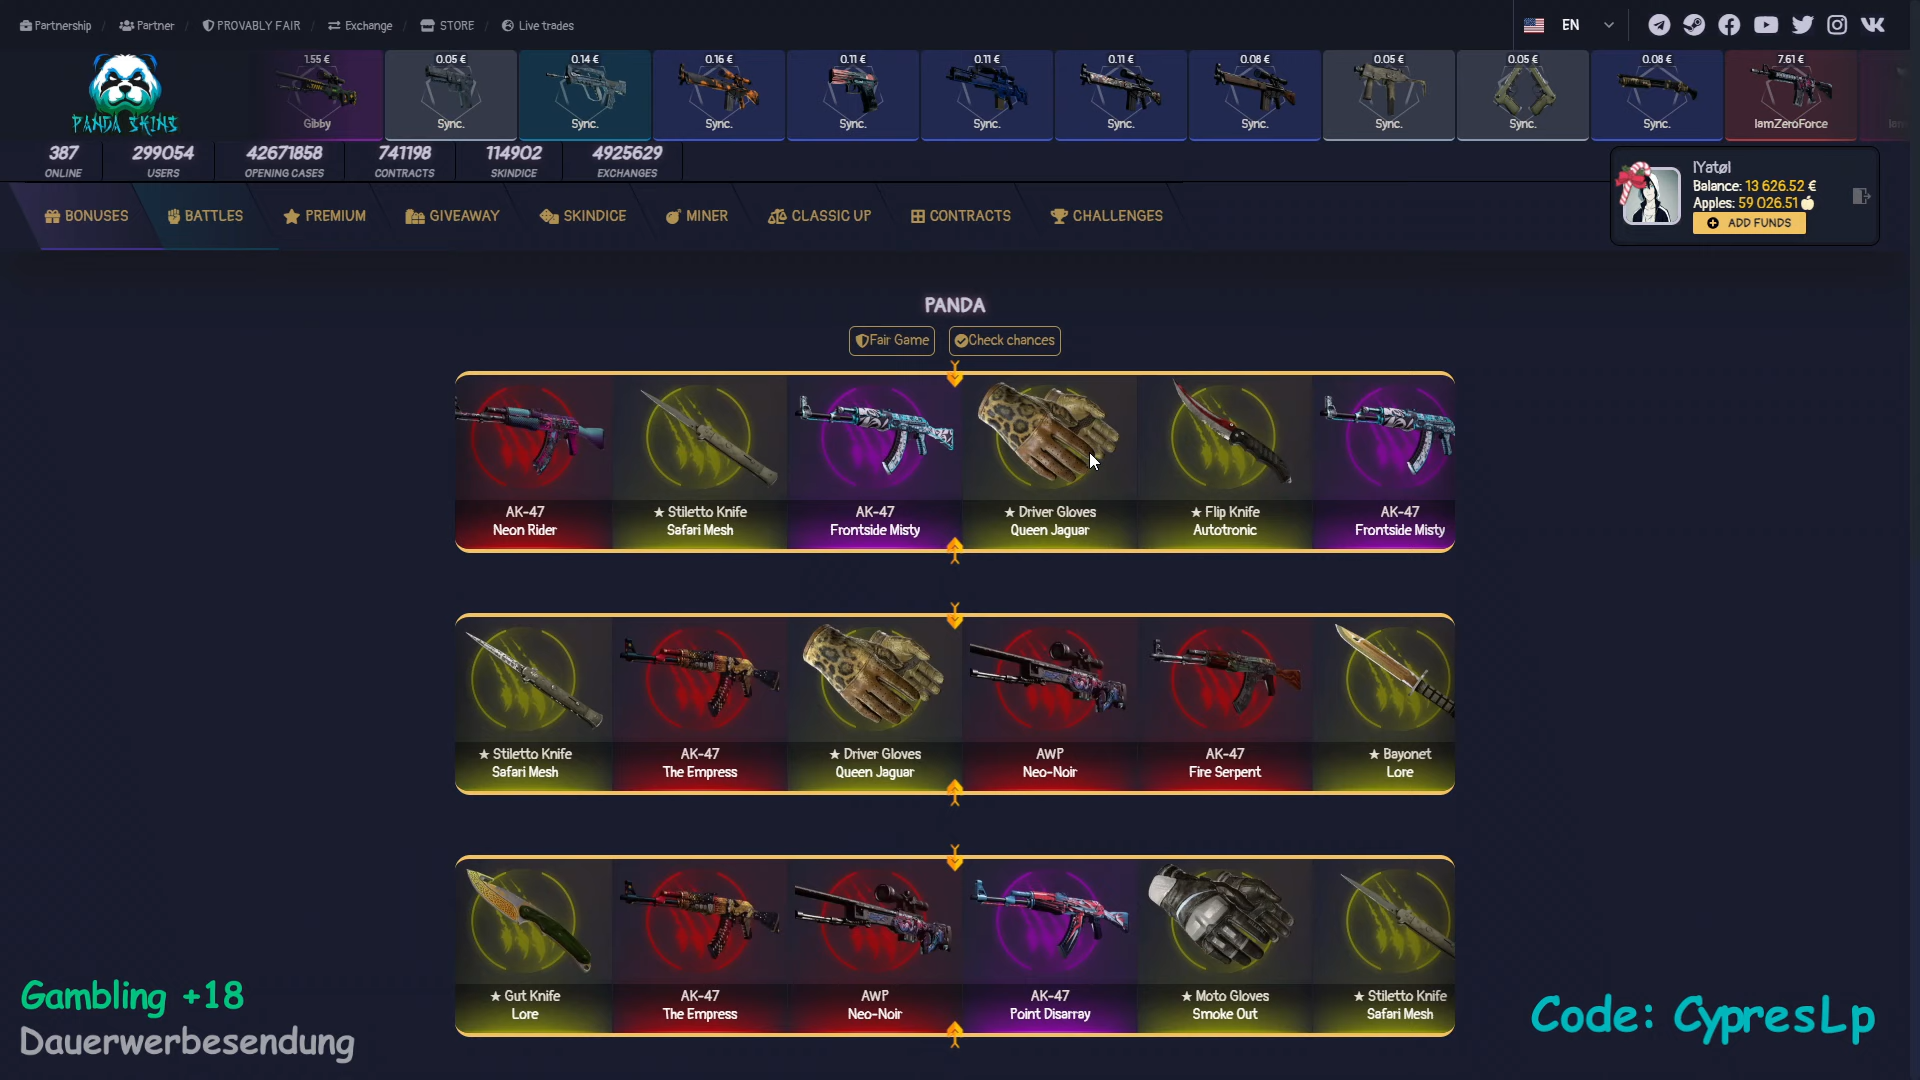 Partnership / Partner / PROVABLY FAIR / Exchange / STORE / Live trades
EN
PANDA SKINS
1.55 € 0.05 € 0.14 € 0.16 € 0.11 € 0.11 € 0.11 € 0.08 € 0.05 € 0.05 € 0.08 € 7.61 €
Gibby Sync. Sync. Sync. Sync. Sync. Sync. Sync. Sync. Sync. Sync. IamZeroForce
387 299054 42671858 741198 114902 4925629
ONLINE USERS OPENING CASES CONTRACTS SKINDICE EXCHANGES
IYatøl
Balance: 13 626.52 €
Apples: 59 026.51
ADD FUNDS
BONUSES BATTLES PREMIUM GIVEAWAY SKINDICE MINER CLASSIC UP CONTRACTS CHALLENGES
PANDA
Fair Game Check chances
AK-47 ★ Stiletto Knife AK-47 ★ Driver Gloves ★ Flip Knife AK-47
Neon Rider Safari Mesh Frontside Misty Queen Jaguar Autotronic Frontside Misty
★ Stiletto Knife AK-47 ★ Driver Gloves AWP AK-47 ★ Bayonet
Safari Mesh The Empress Queen Jaguar Neo-Noir Fire Serpent Lore
★ Gut Knife AK-47 AWP AK-47 ★ Moto Gloves ★ Stiletto Knife
Lore The Empress Neo-Noir Point Disarray Smoke Out Safari Mesh
Gambling +18
Dauerwerbesendung
Code: CypresLp